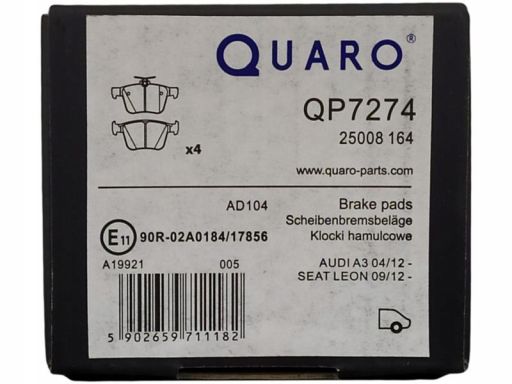 QUARO®
QP7274
25008 164
x4
www.quaro-parts.com
AD104
Brake pads
Scheibenbremsbeläge
Klocki hamulcowe
E11 90R-02A0184/17856
A19921 005
AUDI A3 04/12 -
SEAT LEON 09/12 -
5 902659 711182